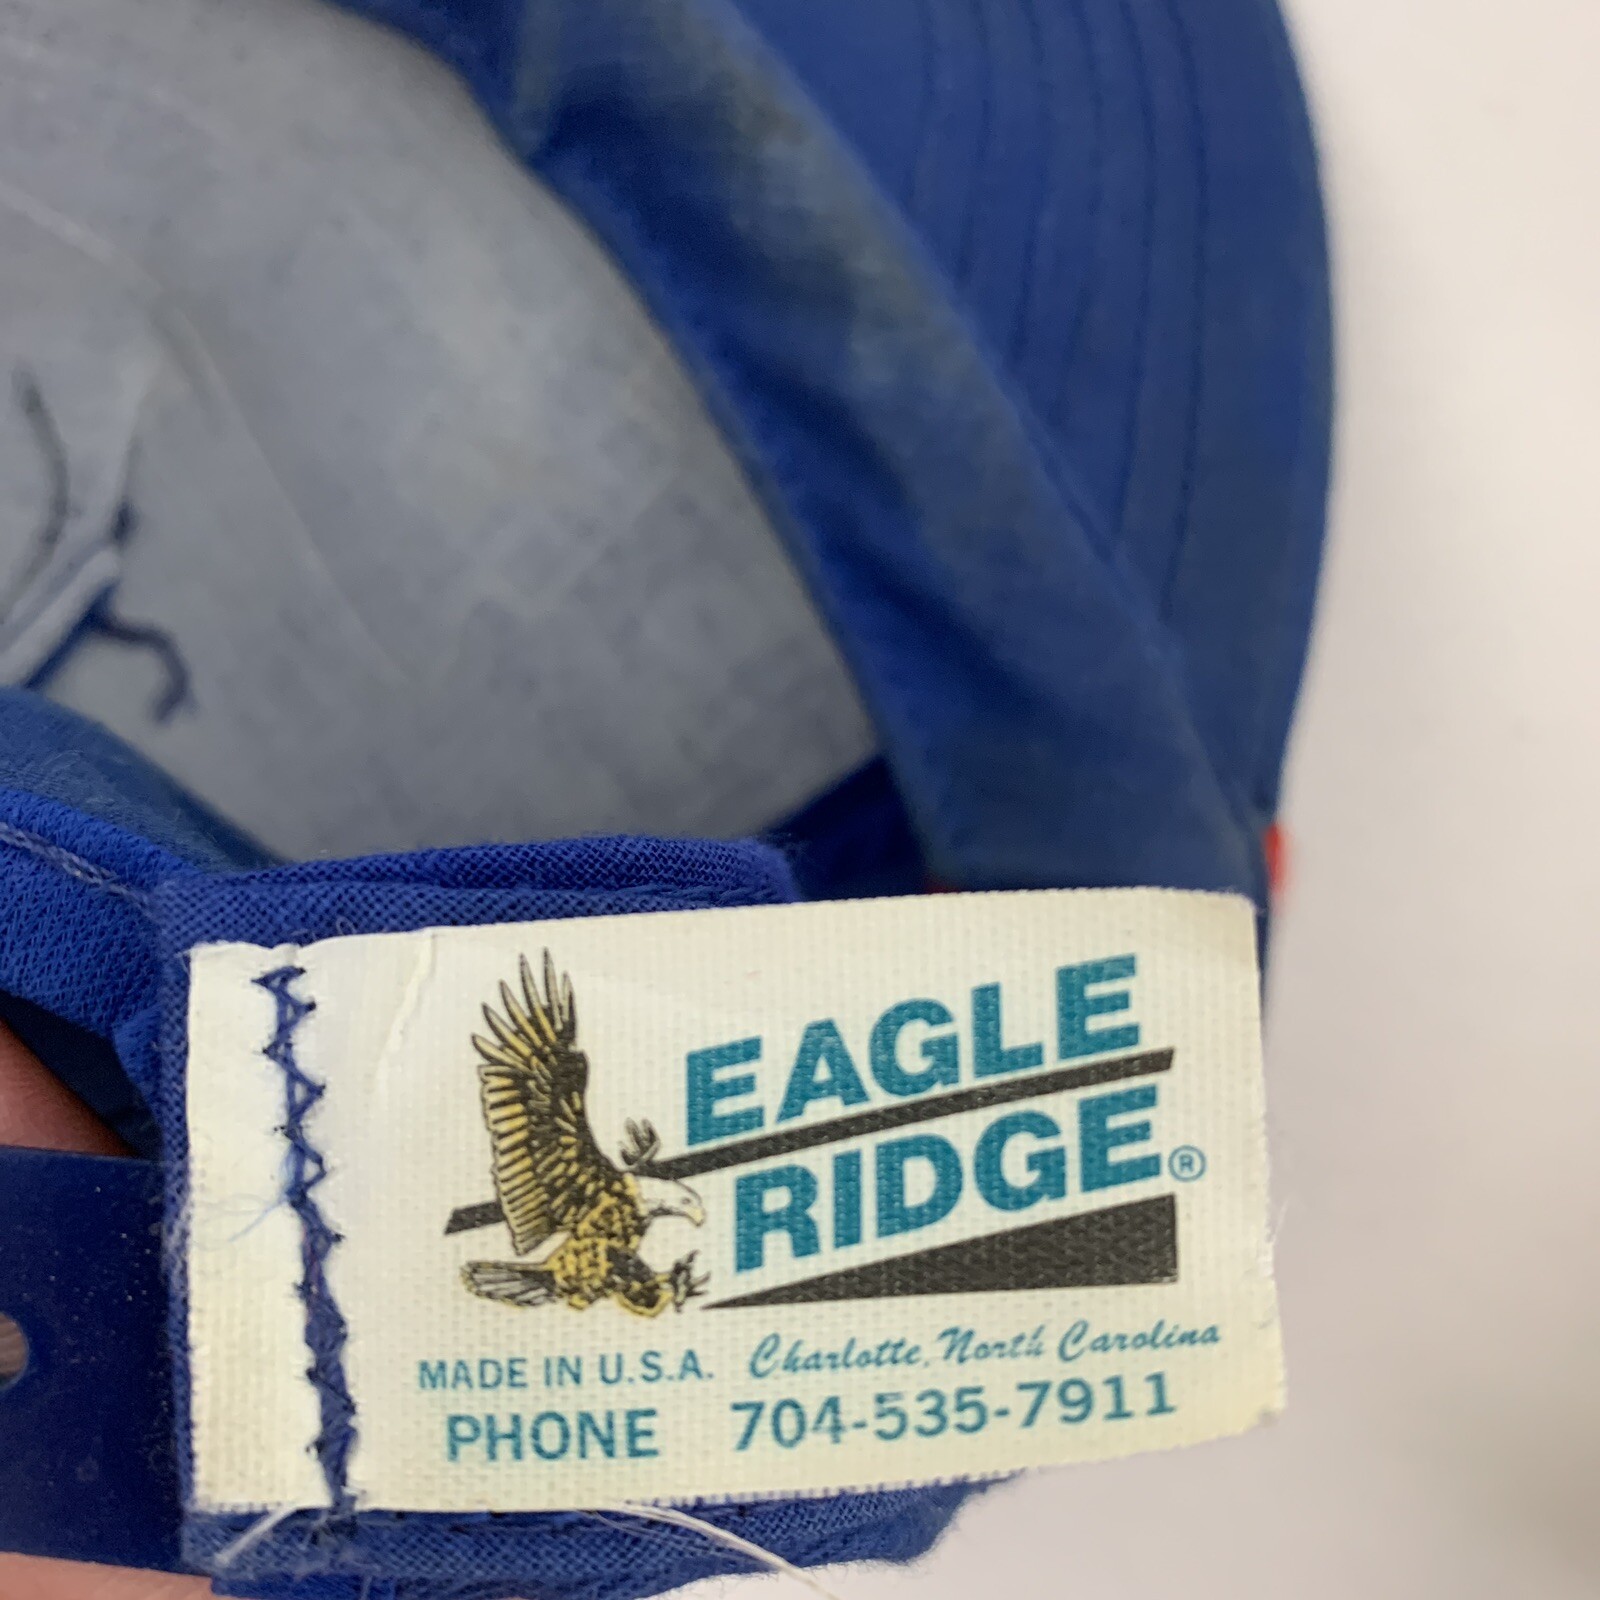 EAGLE
RIDGE®
MADE IN U.S.A. Charlotte, North Carolina
PHONE 704-535-7911